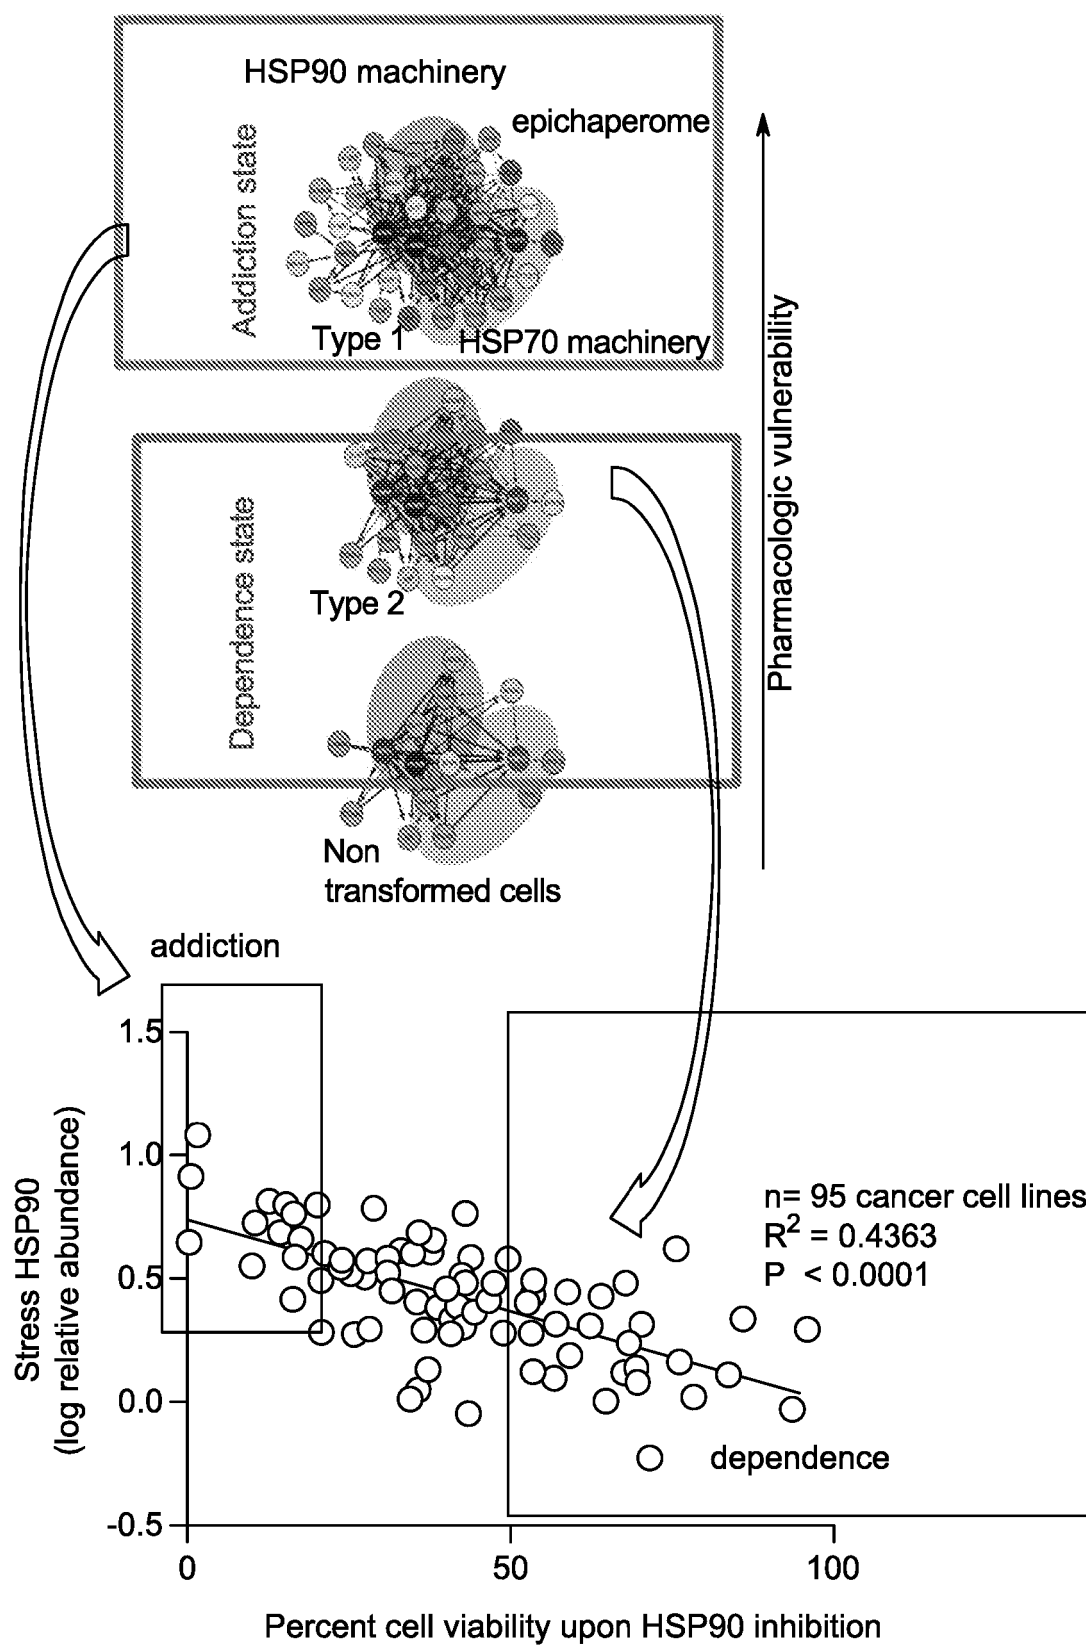 HSP90 machinery
epichaperome
Addiction state
Type 1
HSP70 machinery
Pharmacologic vulnerability
Dependence state
Type 2
Non
transformed cells
addiction
1.5
1.0
0.5
0.0
-0.5
Stress HSP90
(log relative abundance)
n= 95 cancer cell lines
R² = 0.4363
P < 0.0001
dependence
0
50
100
Percent cell viability upon HSP90 inhibition